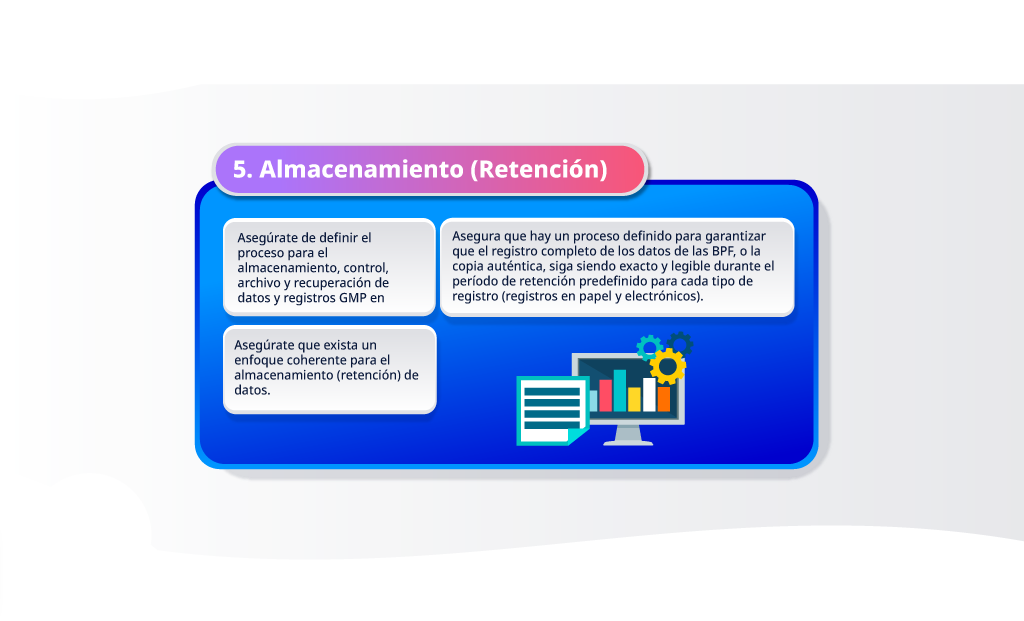 5. Almacenamiento (Retención)
Asegúrate de definir el
proceso para el
almacenamiento, control,
archivo y recuperación de
datos y registros GMP en
Asegura que hay un proceso definido para garantizar
que el registro completo de los datos de las BPF, o la
copia auténtica, siga siendo exacto y legible durante el
período de retención predefinido para cada tipo de
registro (registros en papel y electrónicos).
Asegúrate que exista un
enfoque coherente para el
almacenamiento (retención) de
datos.